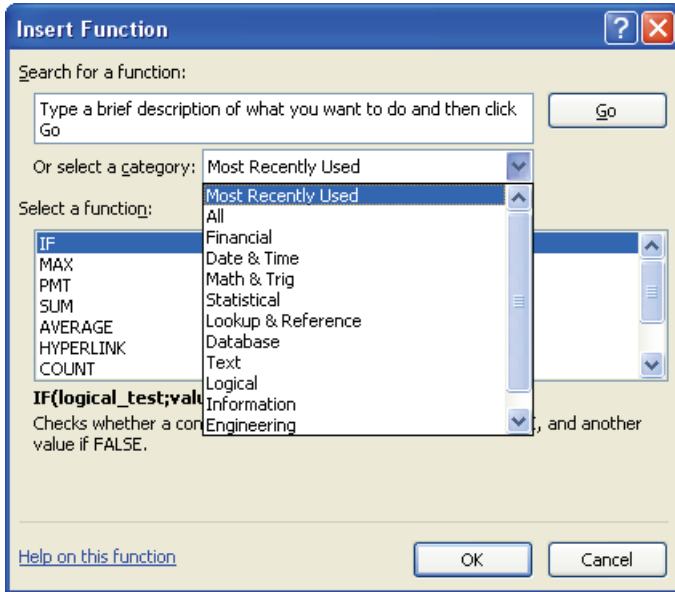 Insert Function
Search for a function:
Type a brief description of what you want to do and then click
Go
Go
Or select a category: Most Recently Used
Most Recently Used
All
Financial
Date & Time
Math & Trig
Statistical
Lookup & Reference
Database
Text
Logical
Information
Engineering
Select a function:
IF
MAX
PMT
SUM
AVERAGE
HYPERLINK
COUNT
IF(logical_test;valu
Checks whether a con , and another
value if FALSE.
Help on this function
OK
Cancel